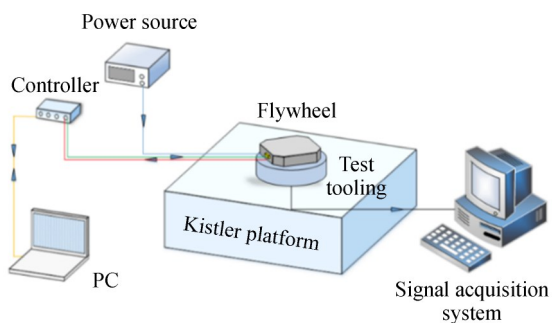 Power source
Controller
Flywheel
Test
tooling
Kistler platform
PC
Signal acquisition
system